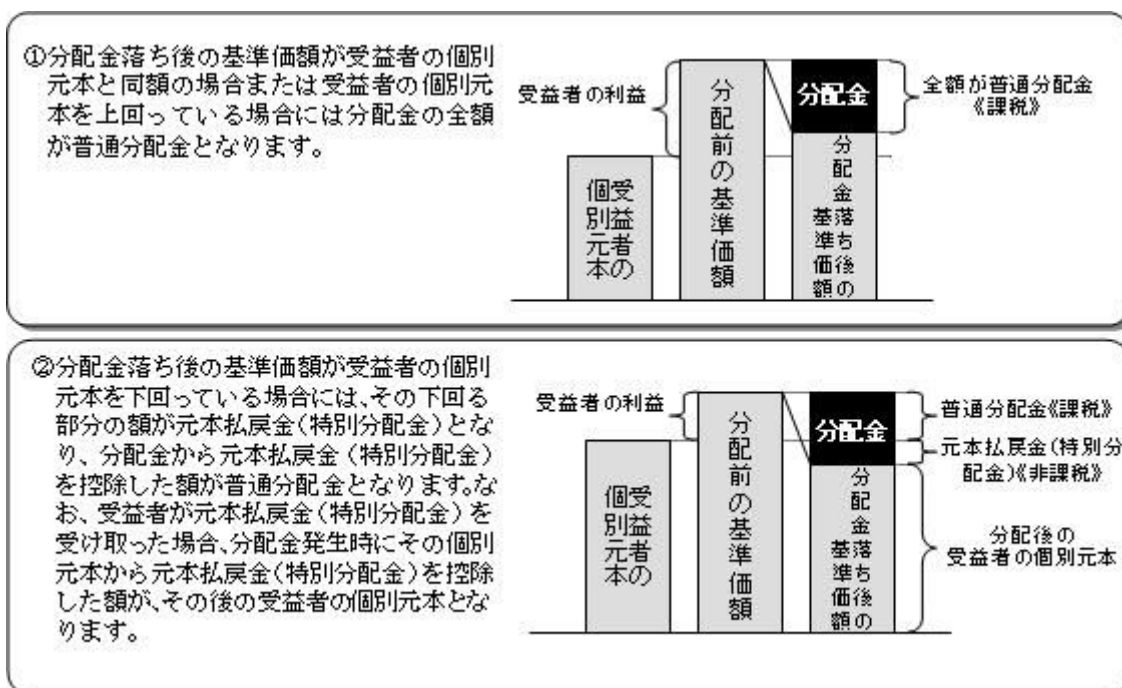 ①分配金落ち後の基準価額が受益者の個別
元本と同額の場合または受益者の個別元
本を上回っている場合には分配金の全額
が普通分配金となります。
受益者の利益
受益者の
個別元本
分配前の基準価額
分配金
分配金
落ち後の
基準価額
全額が普通分配金
《課税》
②分配金落ち後の基準価額が受益者の個別
元本を下回っている場合には、その下回る
部分の額が元本払戻金(特別分配金)とな
り、分配金から元本払戻金(特別分配金)
を控除した額が普通分配金となります。な
お、受益者が元本払戻金(特別分配金)を
受け取った場合、分配金発生時にその個別
元本から元本払戻金(特別分配金)を控除
した額が、その後の受益者の個別元本とな
ります。
受益者の利益
受益者の
個別元本
分配前の基準価額
分配金
分配金
落ち後の
基準価額
普通分配金《課税》
元本払戻金(特別分
配金)《非課税》
分配後の
受益者の個別元本